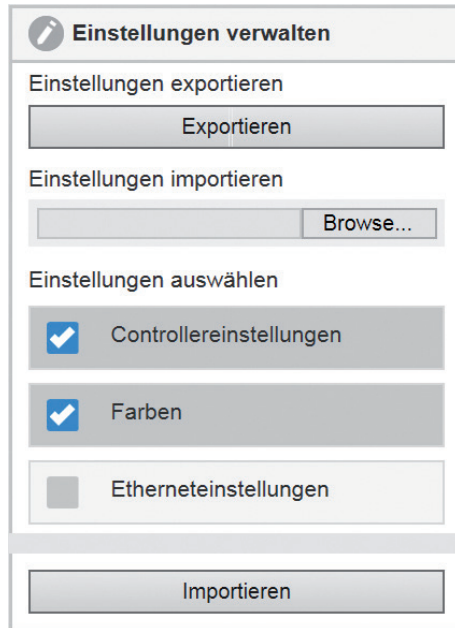 Einstellungen verwalten
Einstellungen exportieren
Exportieren
Einstellungen importieren
Browse...
Einstellungen auswählen
Controllereinstellungen
Farben
Etherneteinstellungen
Importieren